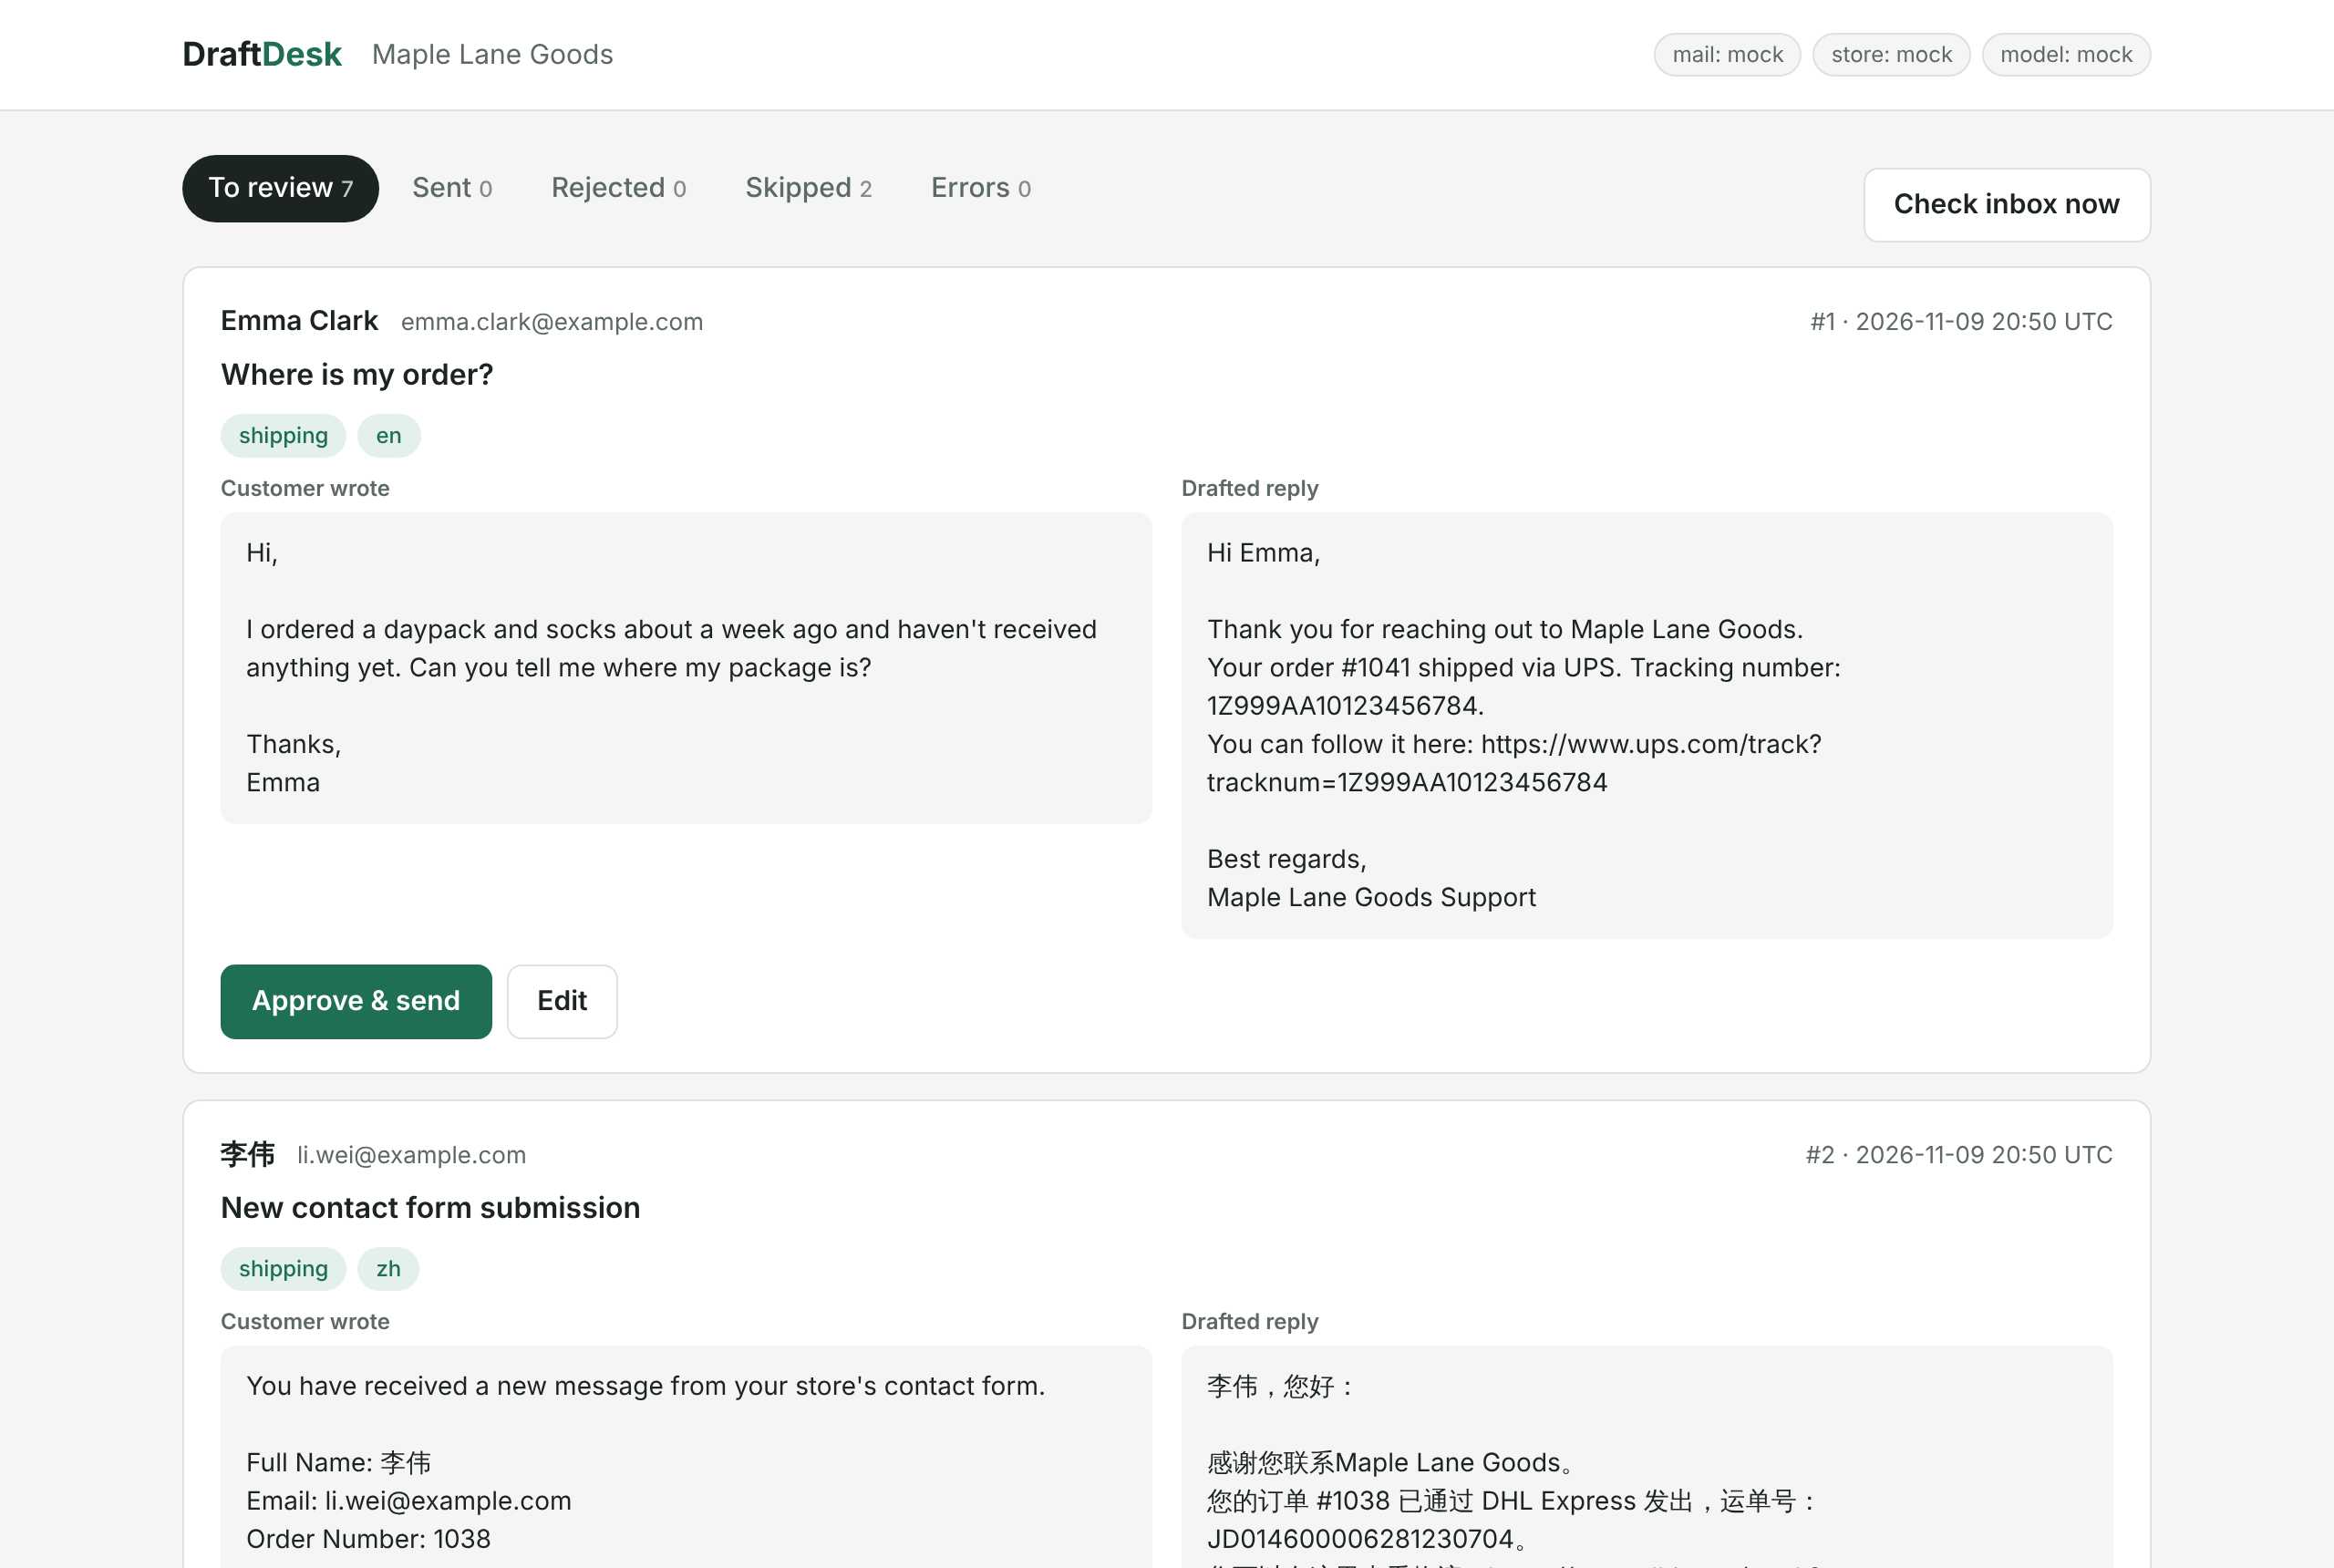 DraftDesk Maple Lane Goods
mail: mock store: mock model: mock
To review 7 Sent 0 Rejected 0 Skipped 2 Errors 0
Check inbox now
Emma Clark emma.clark@example.com
#1 · 2026-11-09 20:50 UTC
Where is my order?
shipping en
Customer wrote
Hi,
I ordered a daypack and socks about a week ago and haven't received
anything yet. Can you tell me where my package is?
Thanks,
Emma
Drafted reply
Hi Emma,
Thank you for reaching out to Maple Lane Goods.
Your order #1041 shipped via UPS. Tracking number:
1Z999AA10123456784.
You can follow it here: https://www.ups.com/track?
tracknum=1Z999AA10123456784
Best regards,
Maple Lane Goods Support
Approve & send Edit
李伟 li.wei@example.com
#2 · 2026-11-09 20:50 UTC
New contact form submission
shipping zh
Customer wrote
You have received a new message from your store's contact form.
Full Name: 李伟
Email: li.wei@example.com
Order Number: 1038
Drafted reply
李伟，您好：
感谢您联系Maple Lane Goods。
您的订单 #1038 已通过 DHL Express 发出，运单号：
JD014600006281230704。